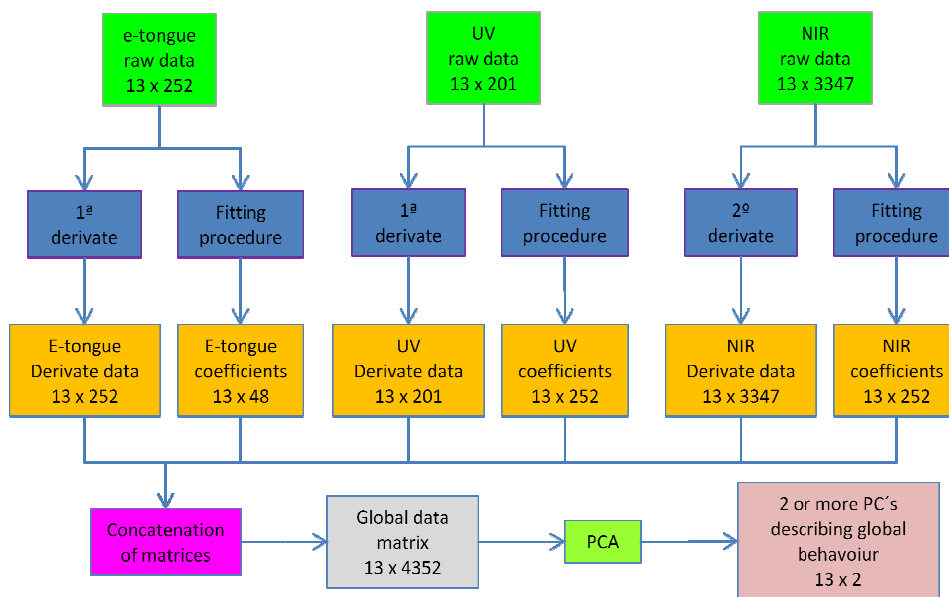 e-tongue
raw data
13 x 252
UV
raw data
13 x 201
NIR
raw data
13 x 3347
1ª
derivate
Fitting
procedure
1ª
derivate
Fitting
procedure
2º
derivate
Fitting
procedure
E-tongue
Derivate data
13 x 252
E-tongue
coefficients
13 x 48
UV
Derivate data
13 x 201
UV
coefficients
13 x 252
NIR
Derivate data
13 x 3347
NIR
coefficients
13 x 252
Concatenation
of matrices
Global data
matrix
13 x 4352
PCA
2 or more PC´s
describing global
behavoiur
13 x 2